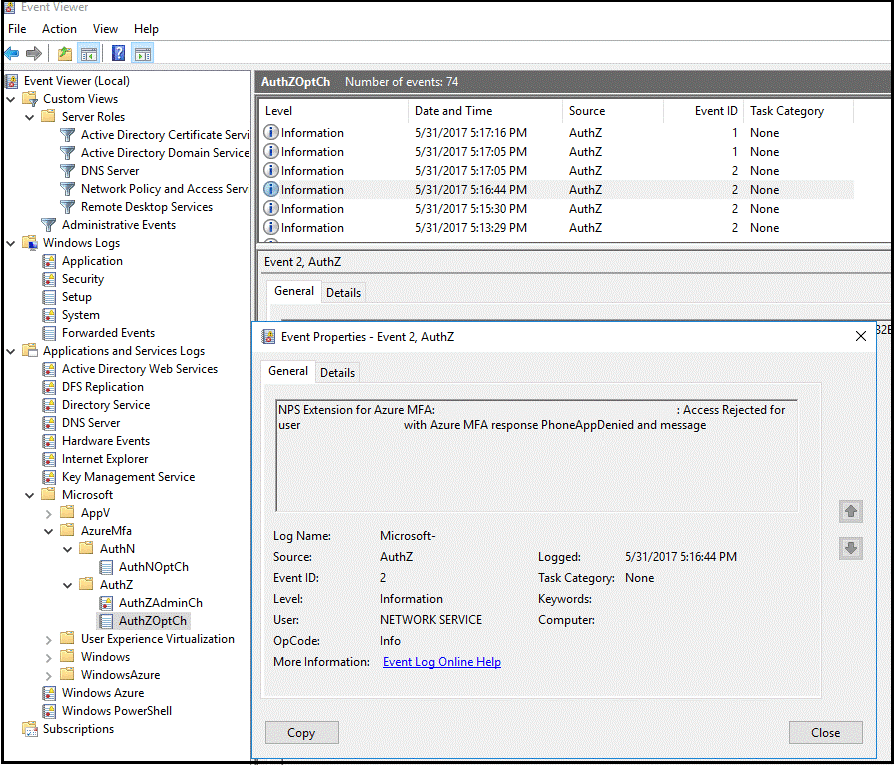 Event Viewer
File Action View Help
Event Viewer (Local)
Custom Views
Server Roles
Active Directory Certificate Servi
Active Directory Domain Service
DNS Server
Network Policy and Access Serv
Remote Desktop Services
Administrative Events
Windows Logs
Application
Security
Setup
System
Forwarded Events
Applications and Services Logs
Active Directory Web Services
DFS Replication
Directory Service
DNS Server
Hardware Events
Internet Explorer
Key Management Service
Microsoft
AppV
AzureMfa
AuthN
AuthNOptCh
AuthZ
AuthZAdminCh
AuthZOptCh
User Experience Virtualization
Windows
WindowsAzure
Windows Azure
Windows PowerShell
Subscriptions
AuthZOptCh Number of events: 74
Level Date and Time Source Event ID Task Category
Information 5/31/2017 5:17:16 PM AuthZ 1 None
Information 5/31/2017 5:17:05 PM AuthZ 1 None
Information 5/31/2017 5:17:05 PM AuthZ 2 None
Information 5/31/2017 5:16:44 PM AuthZ 2 None
Information 5/31/2017 5:15:30 PM AuthZ 2 None
Information 5/31/2017 5:13:29 PM AuthZ 2 None
Event 2, AuthZ
General Details
Event Properties - Event 2, AuthZ
General Details
NPS Extension for Azure MFA: : Access Rejected for
user with Azure MFA response PhoneAppDenied and message
Log Name: Microsoft-
Source: AuthZ Logged: 5/31/2017 5:16:44 PM
Event ID: 2 Task Category: None
Level: Information Keywords:
User: NETWORK SERVICE Computer:
OpCode: Info
More Information: Event Log Online Help
Copy Close